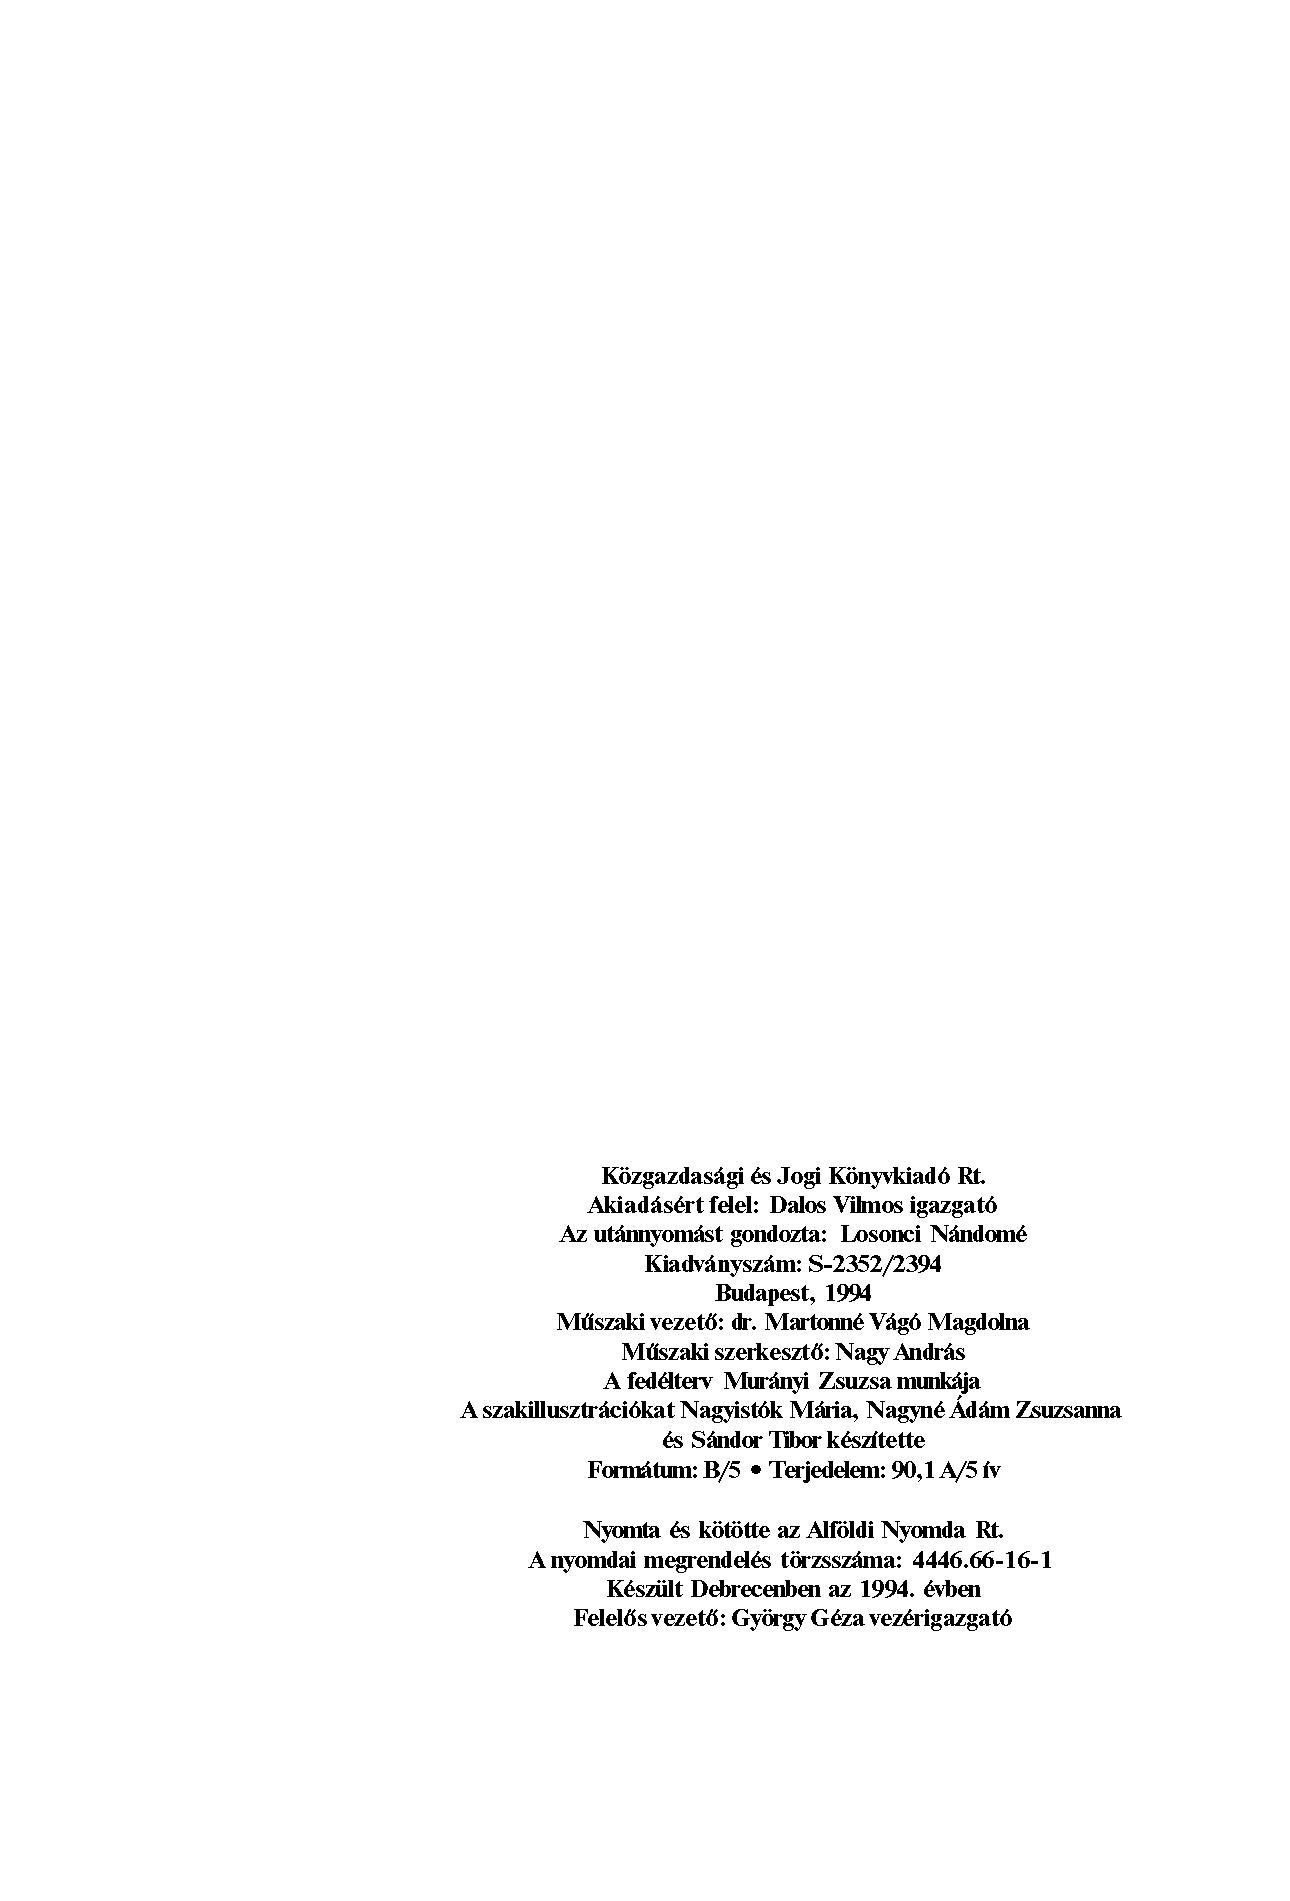 Közgazdasági és Jogi Könyvkiadó Rt.
Akiadásért felel: Dalos Vilmos igazgató
Az utánnyomást gondozta: Losonci Nándomé
Kiadványszám: S-2352/2394
Budapest, 1994
Műszaki vezető: dr. Martonné Vágó Magdolna
Műszaki szerkesztő: Nagy András
A fedélterv Murányi Zsuzsa munkája
A szakillusztrációkat Nagyistók Mária, Nagyné Ádám Zsuzsanna
és Sándor Tibor készítette
Formátum: B/5 • Terjedelem: 90,1 A/5 ív
Nyomta és kötötte az Alföldi Nyomda Rt.
A nyomdai megrendelés törzsszáma: 4446.66-16-1
Készült Debrecenben az 1994. évben
Felelős vezető: György Géza vezérigazgató